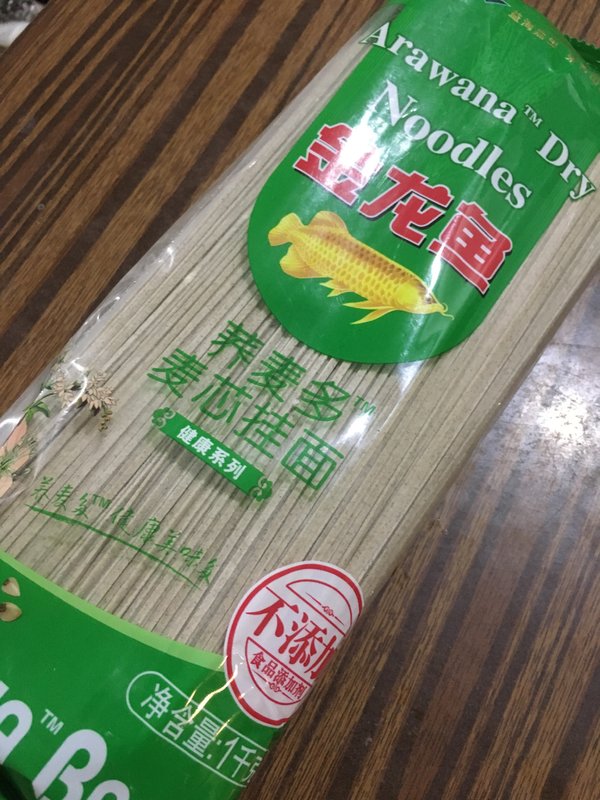 Arawana™ Dry
Noodles
金龙鱼
荞麦多™
麦芯挂面
健康系列
荞麦多™健康美味多
不添加
食品添加剂
净含量:1千克